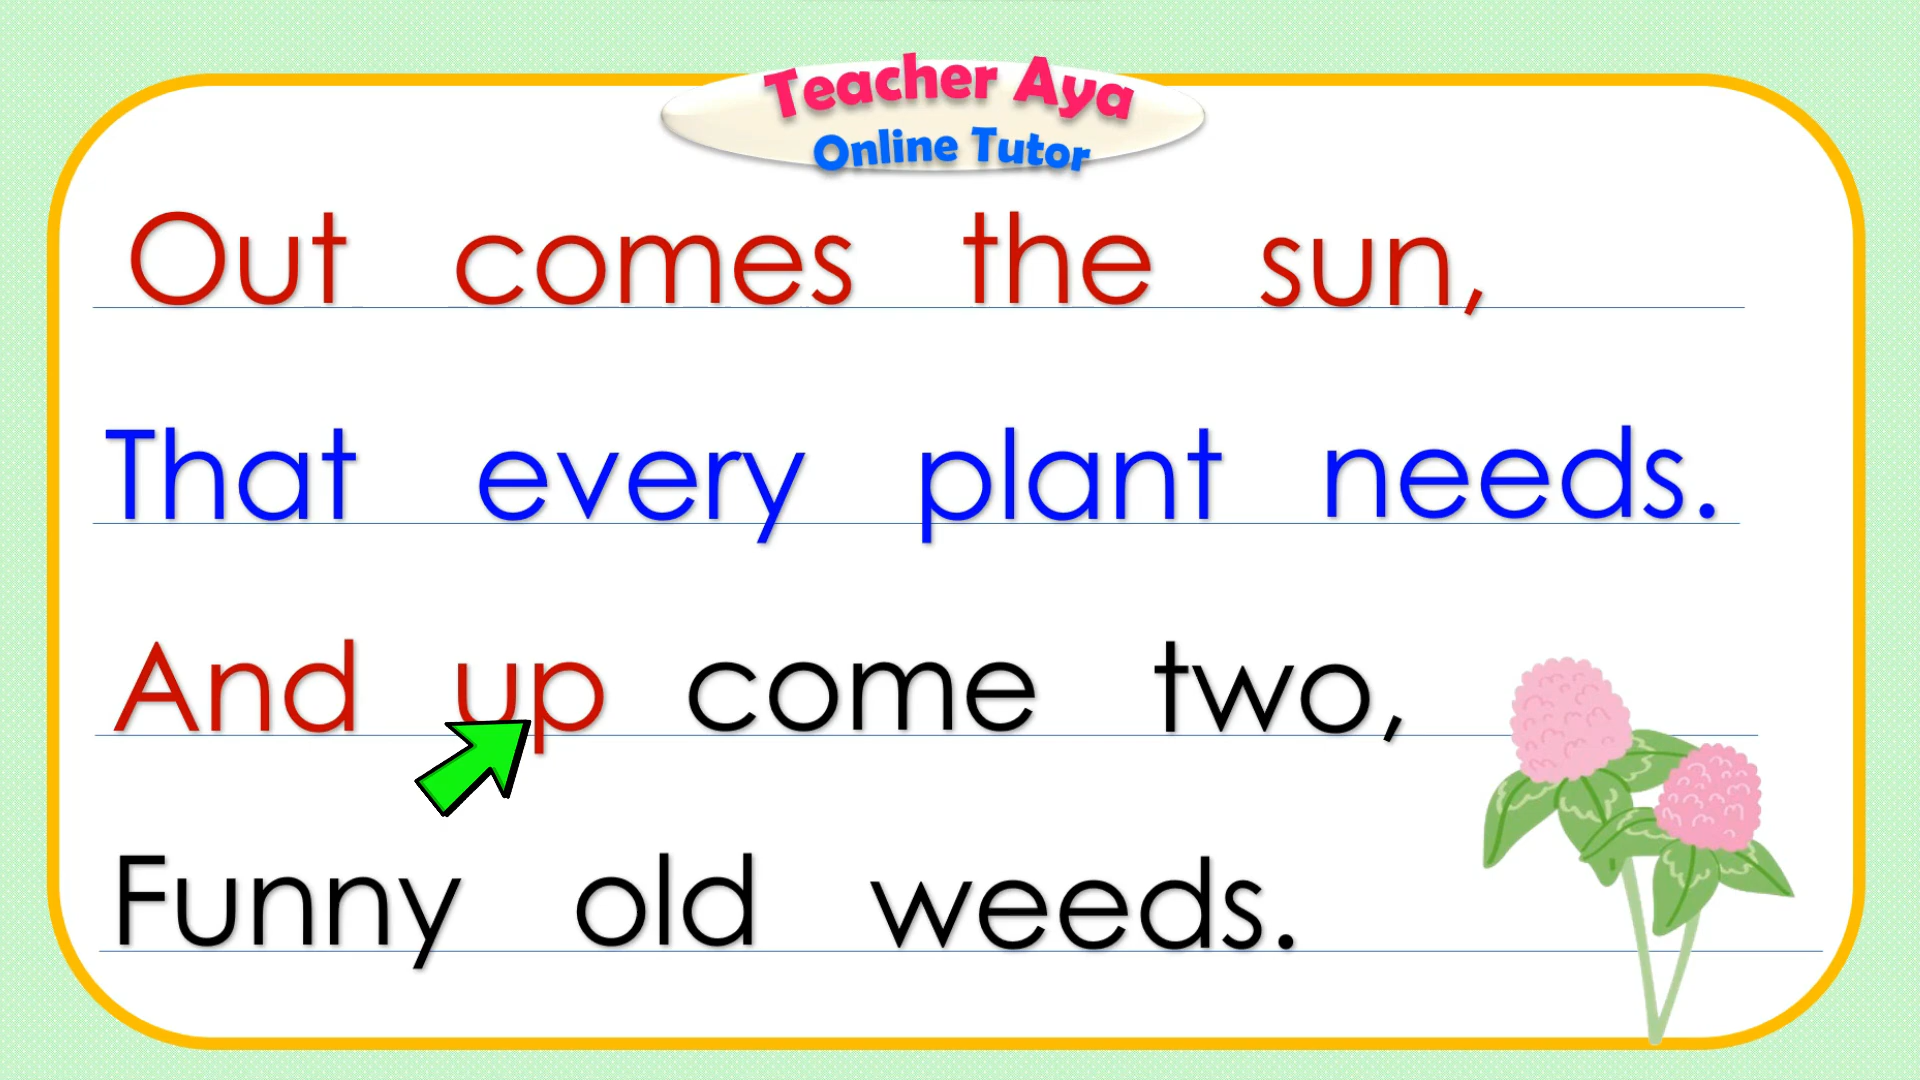 Teacher Aya
Online Tutor
Out comes the sun,
That every plant needs.
And up come two,
Funny old weeds.